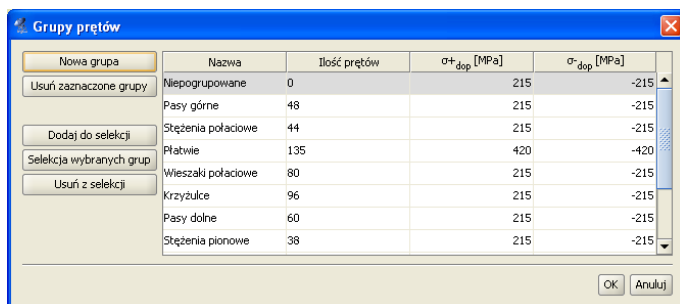 Grupy prętów
Nowa grupa
Usuń zaznaczone grupy
Dodaj do selekcji
Selekcja wybranych grup
Usuń z selekcji
Nazwa Ilość prętów σ+dop [MPa] σ-dop [MPa]
Niepogrupowane 0 215 -215
Pasy górne 48 215 -215
Stężenia połaciowe 44 215 -215
Płatwie 135 420 -420
Wieszaki połaciowe 80 215 -215
Krzyżulce 96 215 -215
Pasy dolne 60 215 -215
Stężenia pionowe 38 215 -215
OK Anuluj